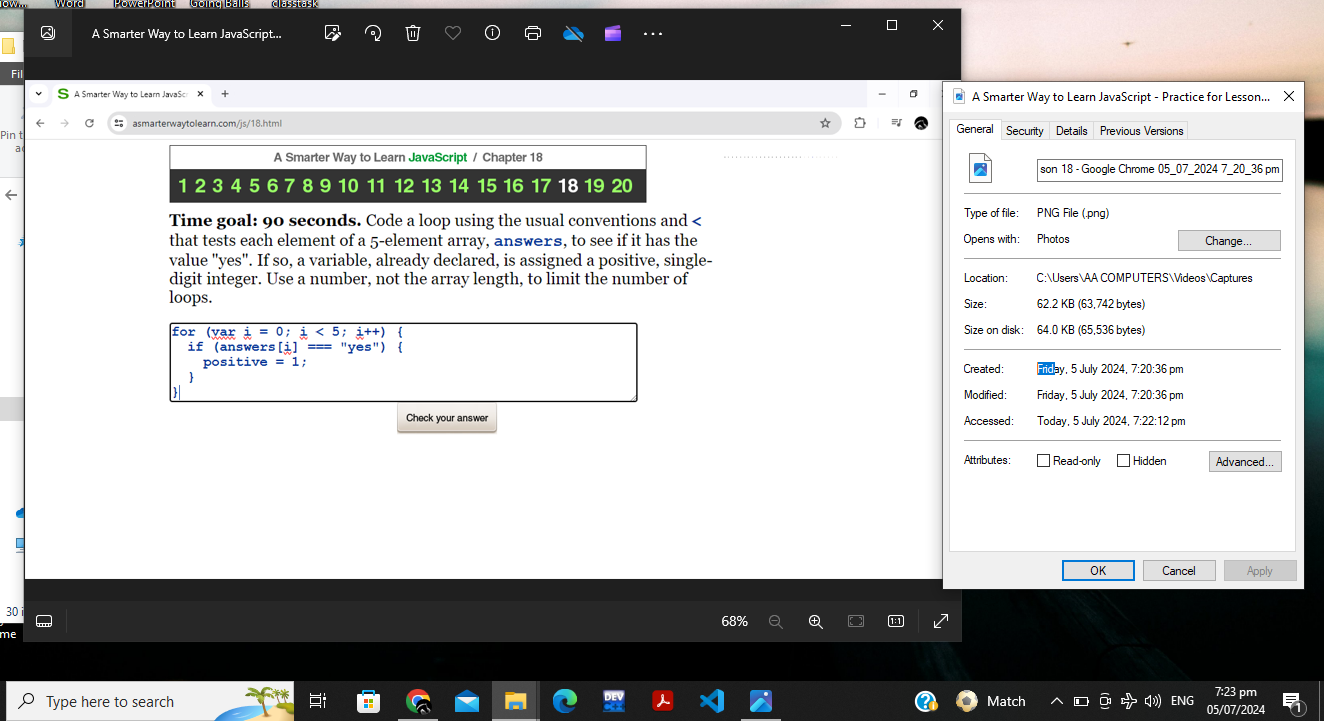 Word
PowerPoint
Going Balls
classtask
A Smarter Way to Learn JavaScript...
Fil
Pin t
A Smarter Way to Learn JavaSc
asmarterwaytolearn.com/js/18.html
A Smarter Way to Learn JavaScript / Chapter 18
1 2 3 4 5 6 7 8 9 10 11 12 13 14 15 16 17 18 19 20
Time goal: 90 seconds. Code a loop using the usual conventions and <
that tests each element of a 5-element array, answers, to see if it has the
value "yes". If so, a variable, already declared, is assigned a positive, single-
digit integer. Use a number, not the array length, to limit the number of
loops.
for (var i = 0; i < 5; i++) {
if (answers[i] === "yes") {
positive = 1;
}
}
Check your answer
68%
1:1
30 i
me
A Smarter Way to Learn JavaScript - Practice for Lesson...
General
Security
Details
Previous Versions
son 18 - Google Chrome 05_07_2024 7_20_36 pm
Type of file: PNG File (.png)
Opens with: Photos
Change...
Location: C:\Users\AA COMPUTERS\Videos\Captures
Size: 62.2 KB (63,742 bytes)
Size on disk: 64.0 KB (65,536 bytes)
Created: Friday, 5 July 2024, 7:20:36 pm
Modified: Friday, 5 July 2024, 7:20:36 pm
Accessed: Today, 5 July 2024, 7:22:12 pm
Attributes: Read-only Hidden Advanced...
OK Cancel Apply
Type here to search
DEV
Match
ENG
7:23 pm
05/07/2024
1